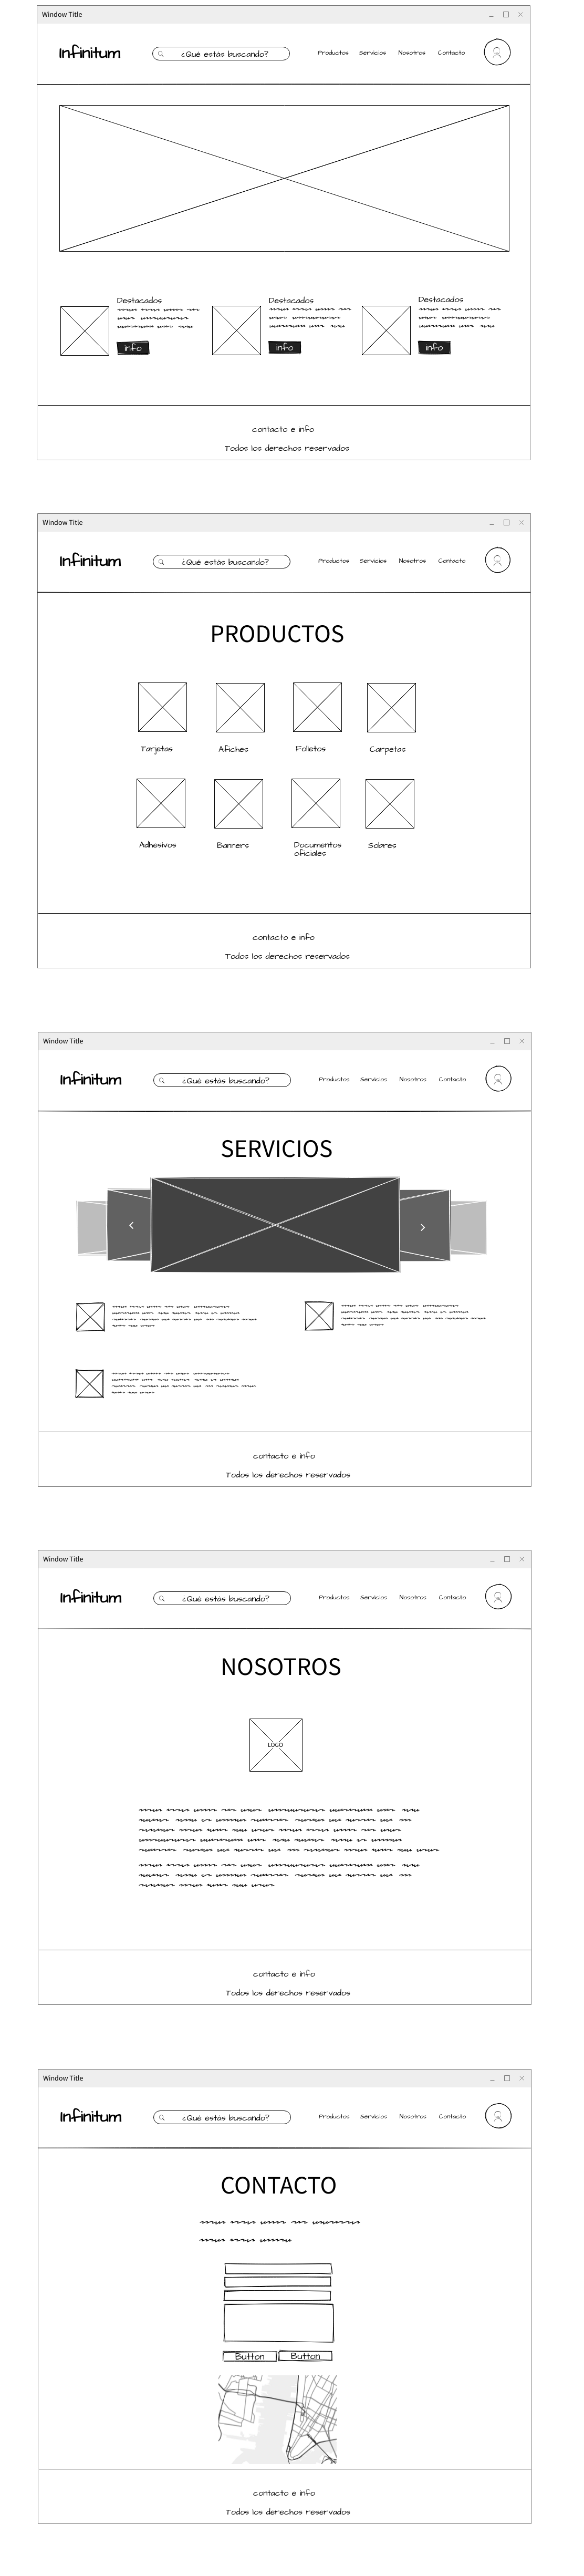 Window Title
Infinitum
¿Qué estás buscando?
Productos Servicios Nosotros Contacto
Destacados Destacados Destacados
info info info
contacto e info
Todos los derechos reservados
Window Title
Infinitum
¿Qué estás buscando?
Productos Servicios Nosotros Contacto
PRODUCTOS
Tarjetas Afiches Folletos Carpetas
Adhesivos Banners Documentos oficiales Sobres
contacto e info
Todos los derechos reservados
Window Title
Infinitum
¿Qué estás buscando?
Productos Servicios Nosotros Contacto
SERVICIOS
contacto e info
Todos los derechos reservados
Window Title
Infinitum
¿Qué estás buscando?
Productos Servicios Nosotros Contacto
NOSOTROS
LOGO
contacto e info
Todos los derechos reservados
Window Title
Infinitum
¿Qué estás buscando?
Productos Servicios Nosotros Contacto
CONTACTO
Button Button
contacto e info
Todos los derechos reservados